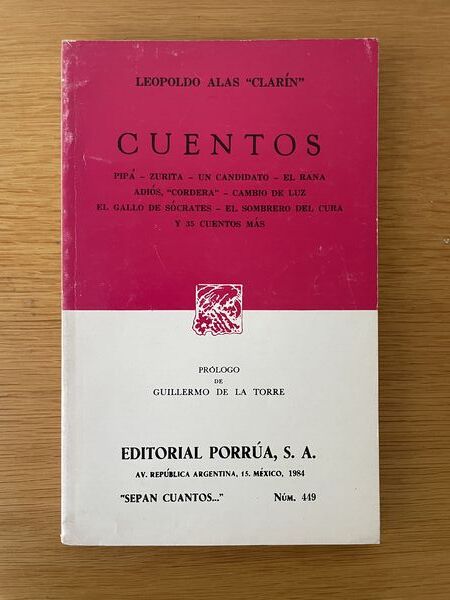 LEOPOLDO ALAS "CLARÍN"
CUENTOS
PIPÁ - ZURITA - UN CANDIDATO - EL RANA
ADIÓS, "CORDERA" - CAMBIO DE LUZ
EL GALLO DE SÓCRATES - EL SOMBRERO DEL CURA
Y 35 CUENTOS MÁS
PRÓLOGO
DE
GUILLERMO DE LA TORRE
EDITORIAL PORRÚA, S. A.
AV. REPÚBLICA ARGENTINA, 15. MÉXICO, 1984
"SEPAN CUANTOS..." NÚM. 449